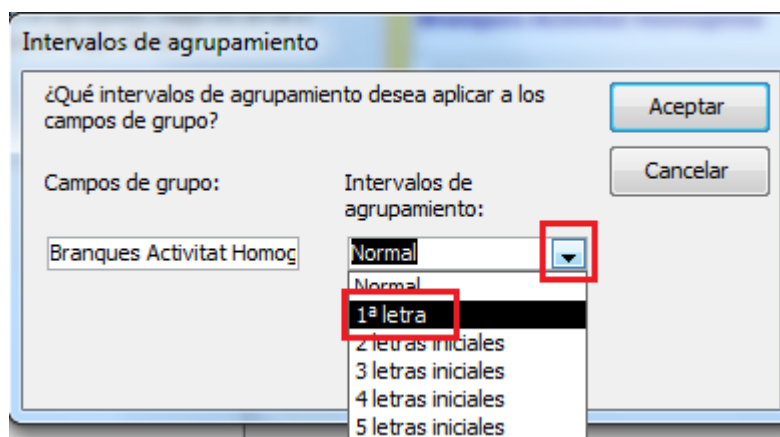 Intervalos de agrupamiento
¿Qué intervalos de agrupamiento desea aplicar a los
campos de grupo?
Aceptar
Cancelar
Campos de grupo:
Intervalos de
agrupamiento:
Branques Activitat Homog
Normal
Normal
1ª letra
2 letras iniciales
3 letras iniciales
4 letras iniciales
5 letras iniciales